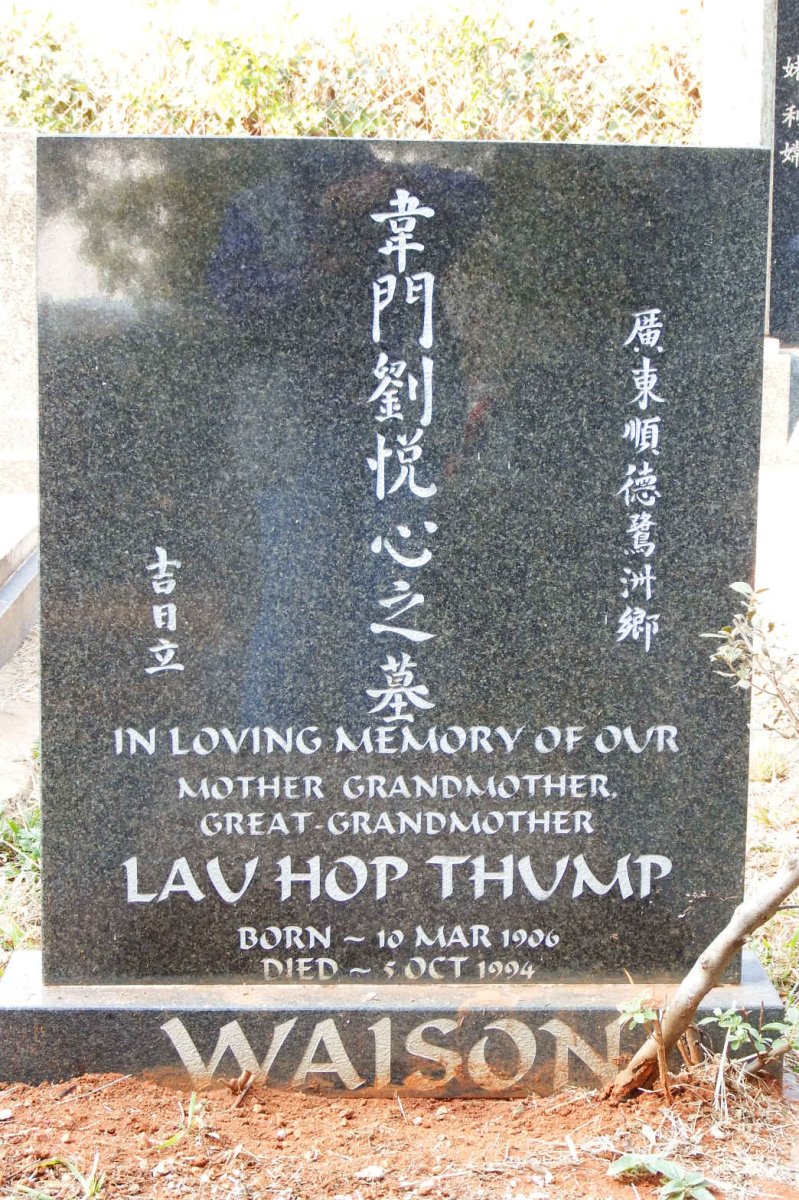 廣東順德鷺洲鄉
韋門劉悦心之墓
吉日立
IN LOVING MEMORY OF OUR
MOTHER GRANDMOTHER,
GREAT-GRANDMOTHER
LAU HOP THUMP
BORN ~ 10 MAR 1906
DIED ~ 5 OCT 1994
WAISON